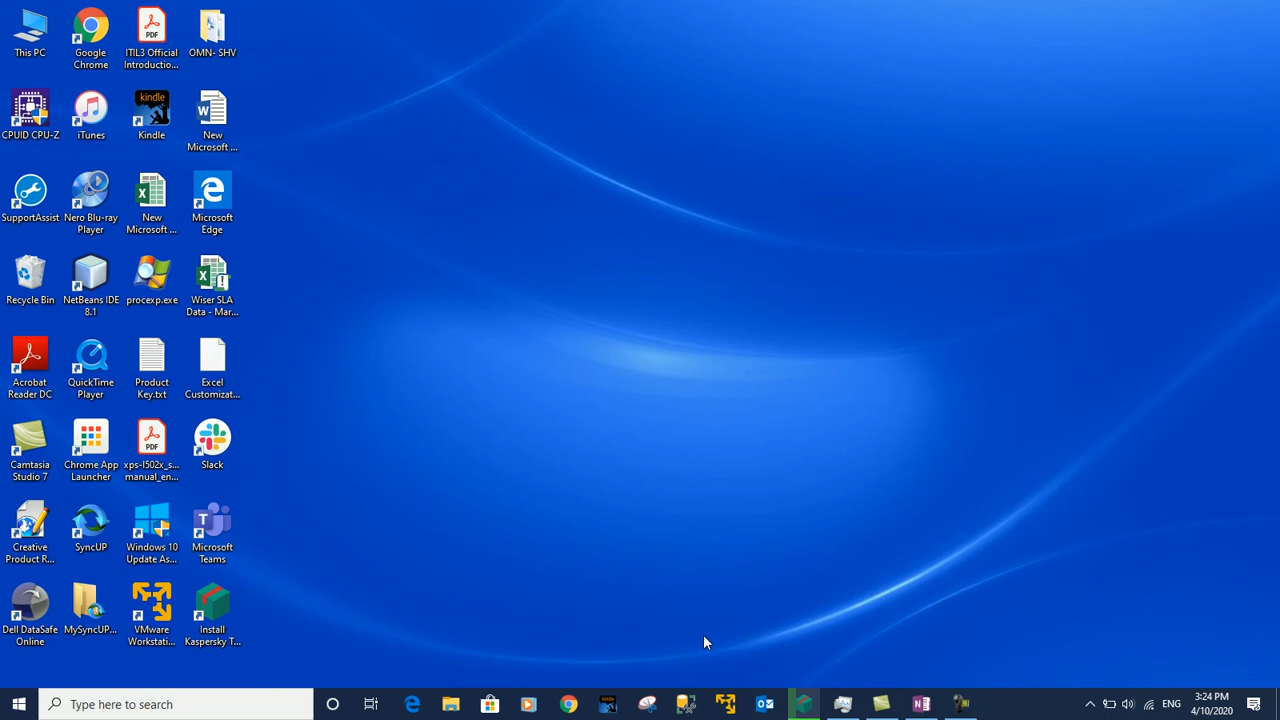 This PC
Google
Chrome
PDF
ITIL3 Official
Introductio...
OMN- SHV
CPUID CPU-Z
iTunes
kindle
Kindle
W
New
Microsoft ...
SupportAssist
Nero Blu-ray
Player
X
New
Microsoft ...
Microsoft
Edge
Recycle Bin
NetBeans IDE
8.1
procexp.exe
X
Wiser SLA
Data - Mar...
Acrobat
Reader DC
QuickTime
Player
Product
Key.txt
Excel
Customizat...
Camtasia
Studio 7
Chrome App
Launcher
PDF
xps-l502x_s...
manual_en...
Slack
Creative
Product R...
SyncUP
Windows 10
Update As...
T
Microsoft
Teams
Dell DataSafe
Online
MySyncUP...
VMware
Workstati...
Install
Kaspersky T...
Type here to search
ENG
3:24 PM
4/10/2020